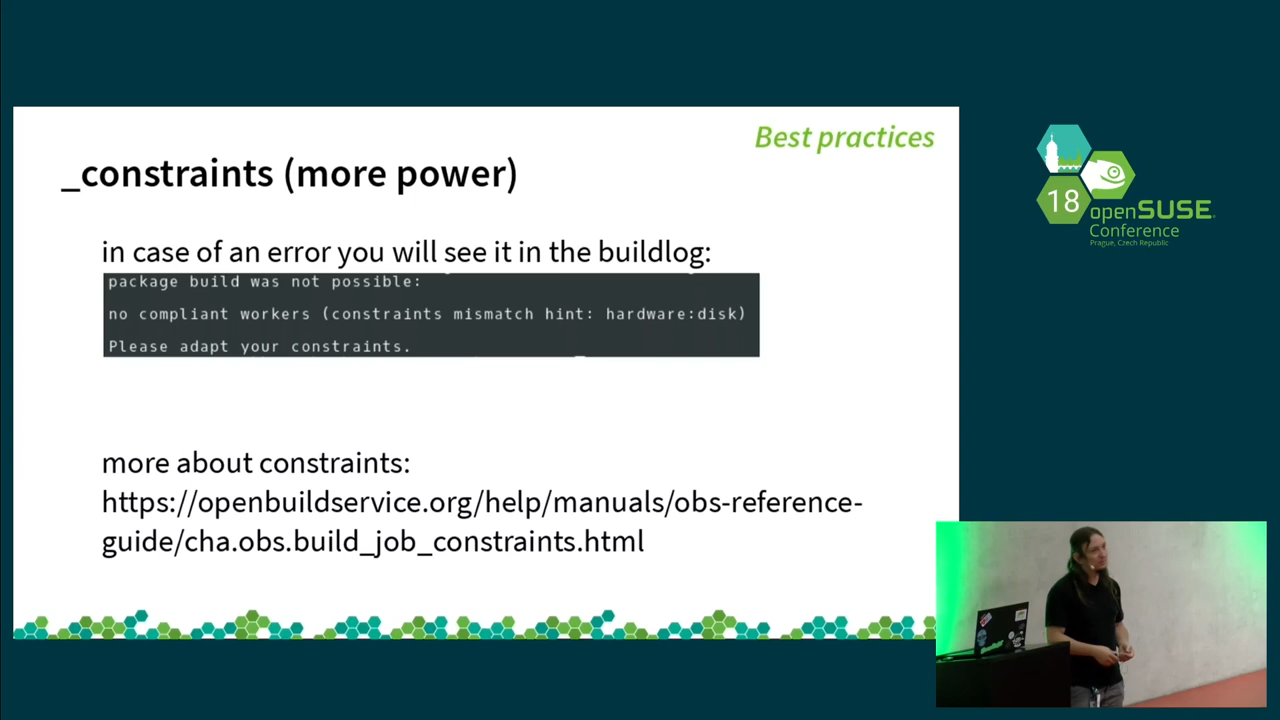 Best practices
_constraints (more power)
in case of an error you will see it in the buildlog:
package build was not possible:
no compliant workers (constraints mismatch hint: hardware:disk)
Please adapt your constraints.
more about constraints:
https://openbuildservice.org/help/manuals/obs-reference-
guide/cha.obs.build_job_constraints.html
18
openSUSE
Conference
Prague, Czech Republic